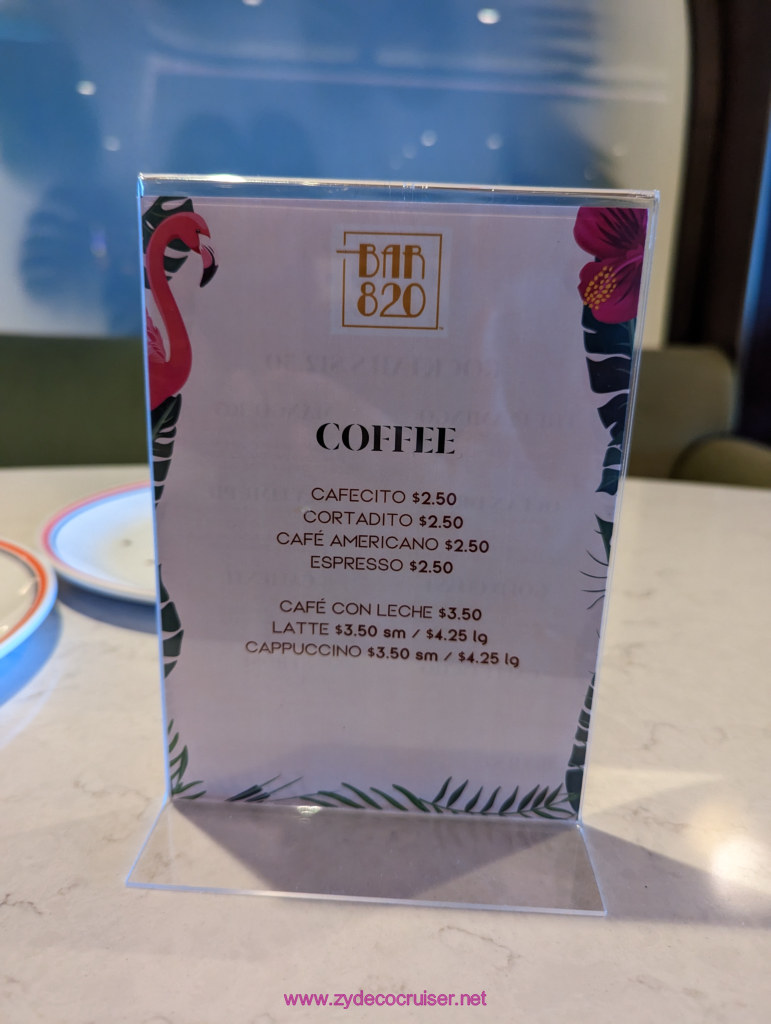 BAR
820
COFFEE
CAFECITO $2.50
CORTADITO $2.50
CAFÉ AMERICANO $2.50
ESPRESSO $2.50
CAFÉ CON LECHE $3.50
LATTE $3.50 sm / $4.25 lg
CAPPUCCINO $3.50 sm / $4.25 lg
www.zydecocruiser.net